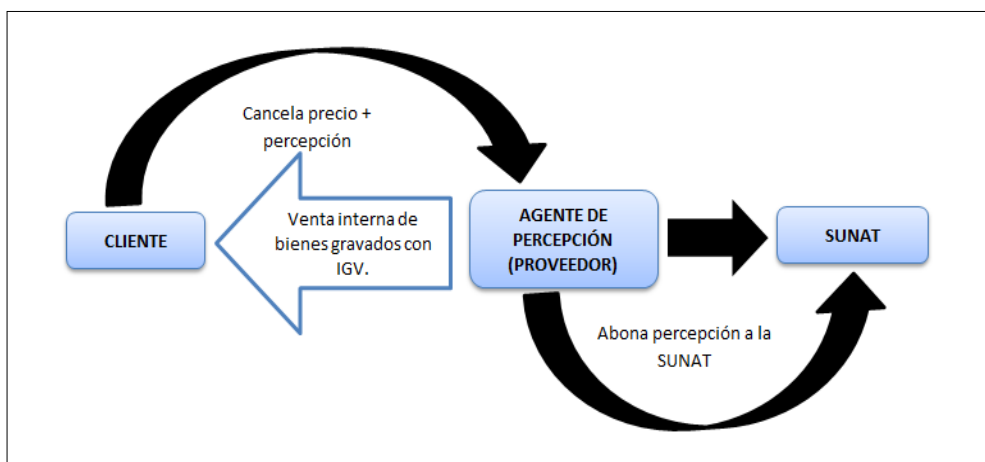 Cancela precio +
percepción
CLIENTE
Venta interna de
bienes gravados con
IGV.
AGENTE DE
PERCEPCIÓN
(PROVEEDOR)
SUNAT
Abona percepción a la
SUNAT